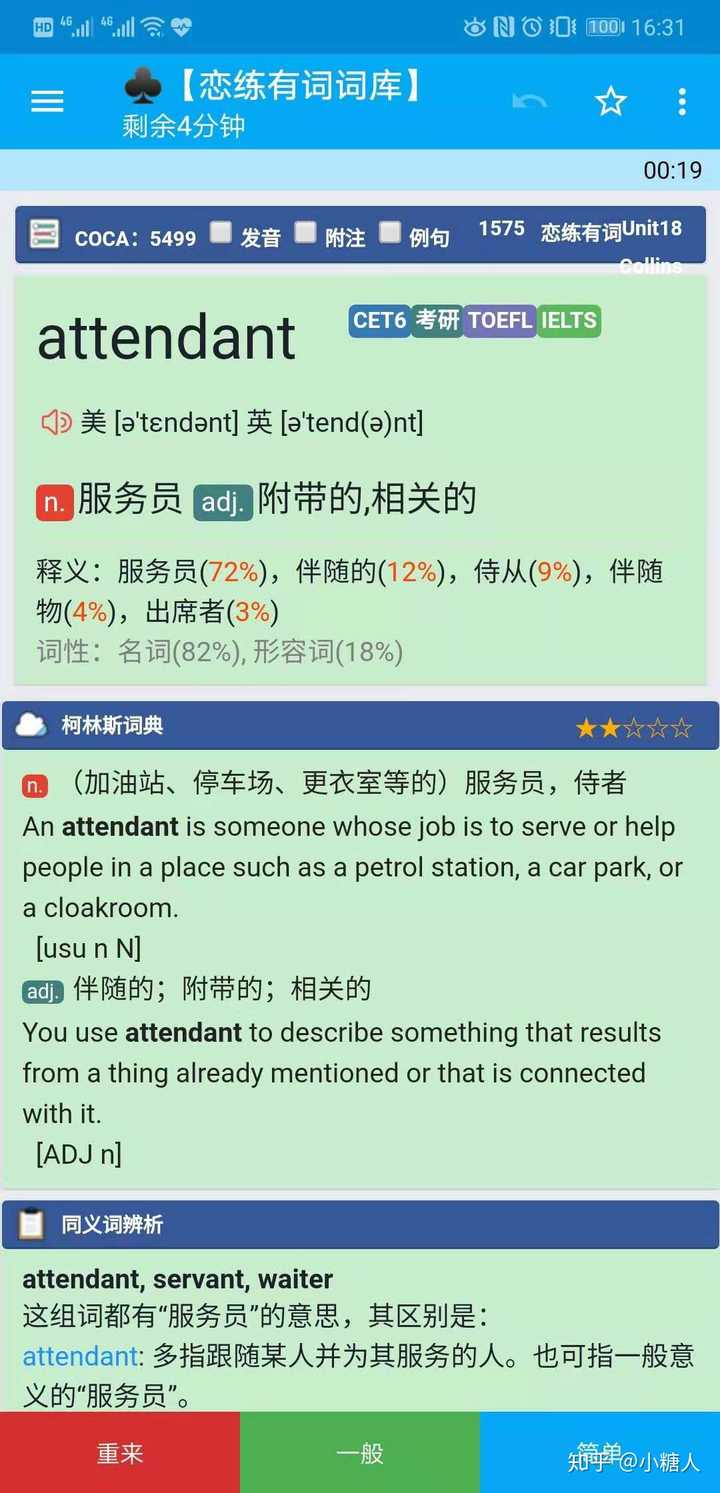 HD 4G 4G 100 16:31
♣【恋练有词词库】
剩余4分钟
00:19
COCA：5499 发音 附注 例句 1575 恋练有词Unit18
Collins
attendant CET6 考研 TOEFL IELTS
美 [ə'tɛndənt] 英 [ə'tend(ə)nt]
n. 服务员 adj. 附带的,相关的
释义：服务员(72%)，伴随的(12%)，侍从(9%)，伴随
物(4%)，出席者(3%)
词性：名词(82%), 形容词(18%)
柯林斯词典 ★★☆☆☆
n. （加油站、停车场、更衣室等的）服务员，侍者
An attendant is someone whose job is to serve or help
people in a place such as a petrol station, a car park, or
a cloakroom.
[usu n N]
adj. 伴随的；附带的；相关的
You use attendant to describe something that results
from a thing already mentioned or that is connected
with it.
[ADJ n]
同义词辨析
attendant, servant, waiter
这组词都有“服务员”的意思，其区别是：
attendant: 多指跟随某人并为其服务的人。也可指一般意
义的“服务员”。
重来 一般 简单
知乎 @小糖人